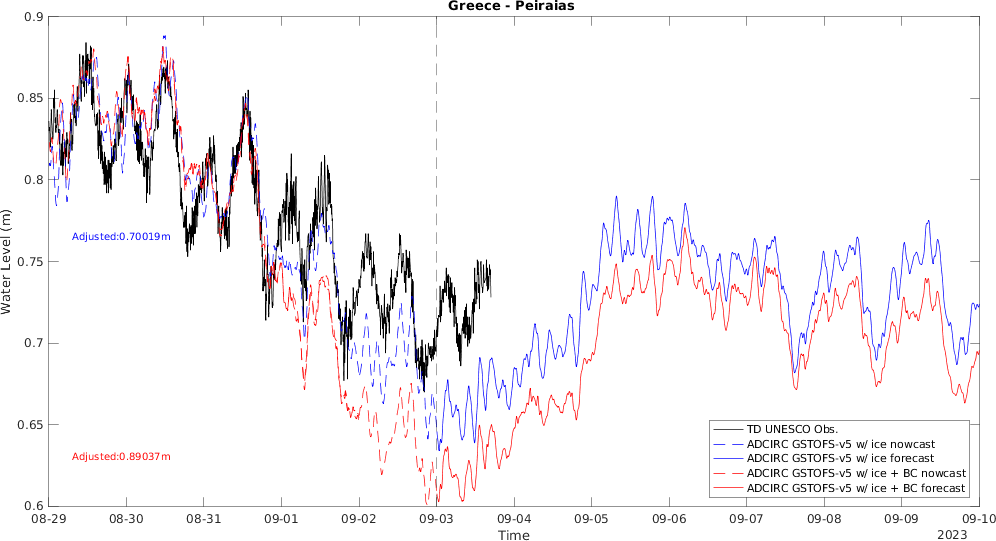 Greece - Peiraias
0.9
0.85
0.8
0.75
0.7
0.65
0.6
Water Level (m)
Adjusted:0.70019m
Adjusted:0.89037m
TD UNESCO Obs.
ADCIRC GSTOFS-v5 w/ ice nowcast
ADCIRC GSTOFS-v5 w/ ice forecast
ADCIRC GSTOFS-v5 w/ ice + BC nowcast
ADCIRC GSTOFS-v5 w/ ice + BC forecast
08-29 08-30 08-31 09-01 09-02 09-03 09-04 09-05 09-06 09-07 09-08 09-09 09-10
Time
2023